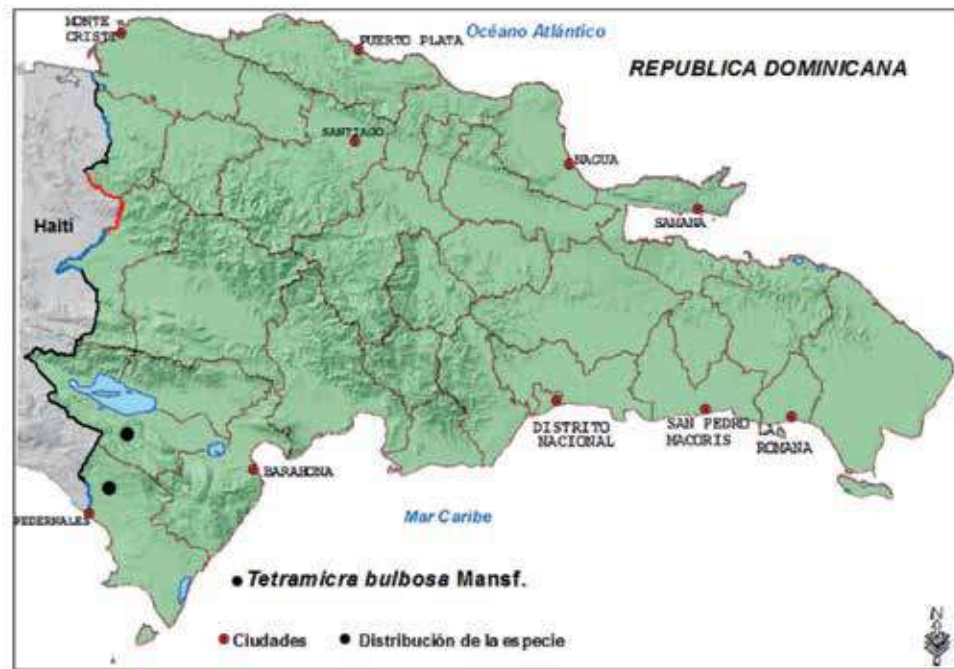 MONTE
CRISTI
PUERTO PLATA
Océano Atlántico
REPUBLICA DOMINICANA
SANTIAGO
NAGUA
SAMANA
Haití
DISTRITO
NACIONAL
SAN PEDRO
MACORIS
LA
ROMANA
BARAHONA
PEDERNALES
Mar Caribe
Tetramicra bulbosa Mansf.
Ciudades
Distribución de la especie
N